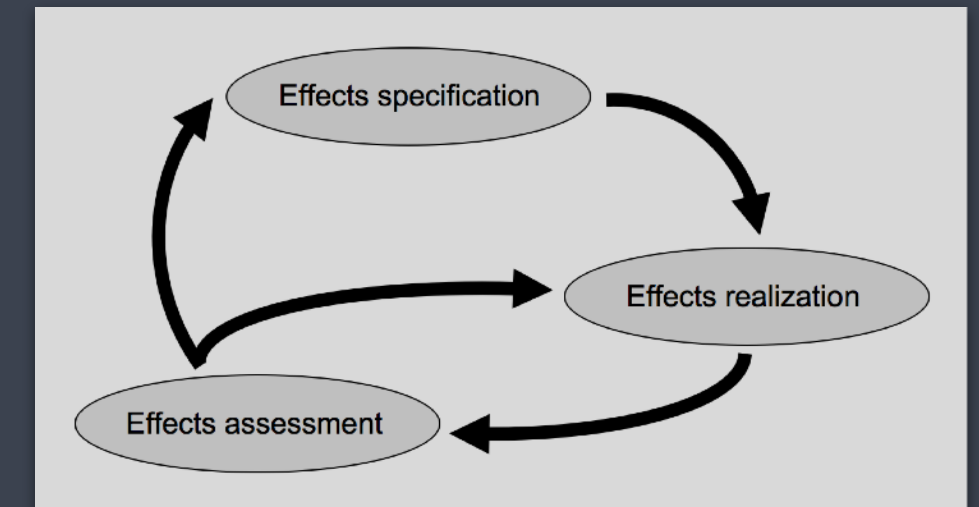 Effects specification
Effects realization
Effects assessment